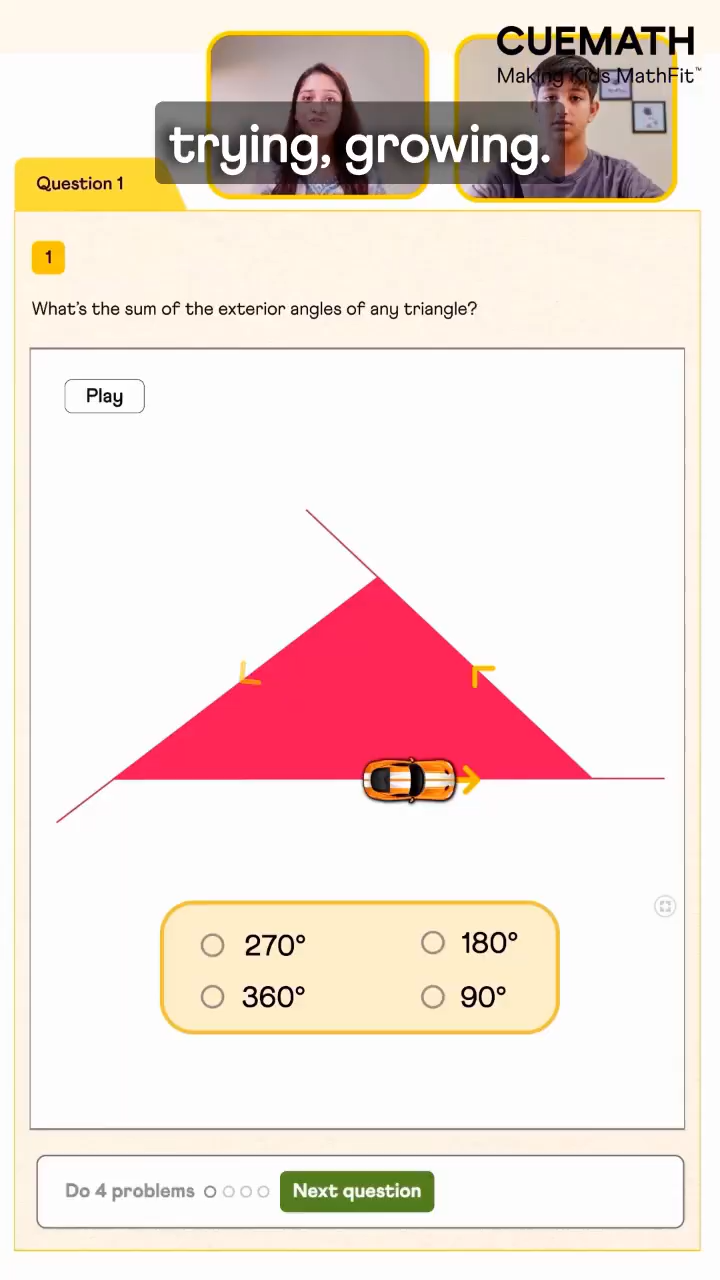 CUEMATH
Making Kids MathFit™
trying, growing.
Question 1
1
What's the sum of the exterior angles of any triangle?
Play
270° 180°
360° 90°
Do 4 problems Next question